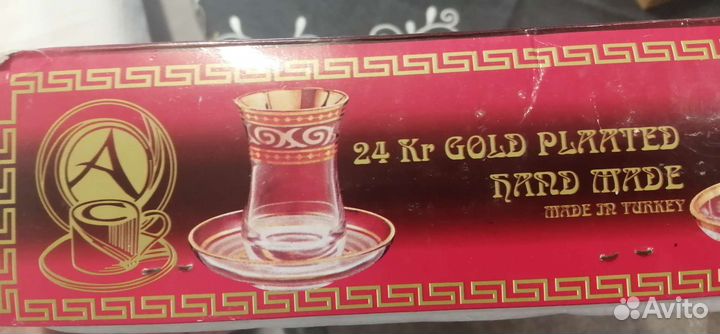 A
24 Kr GOLD PLAATED
HAND MADE
MADE IN TURKEY
Avito